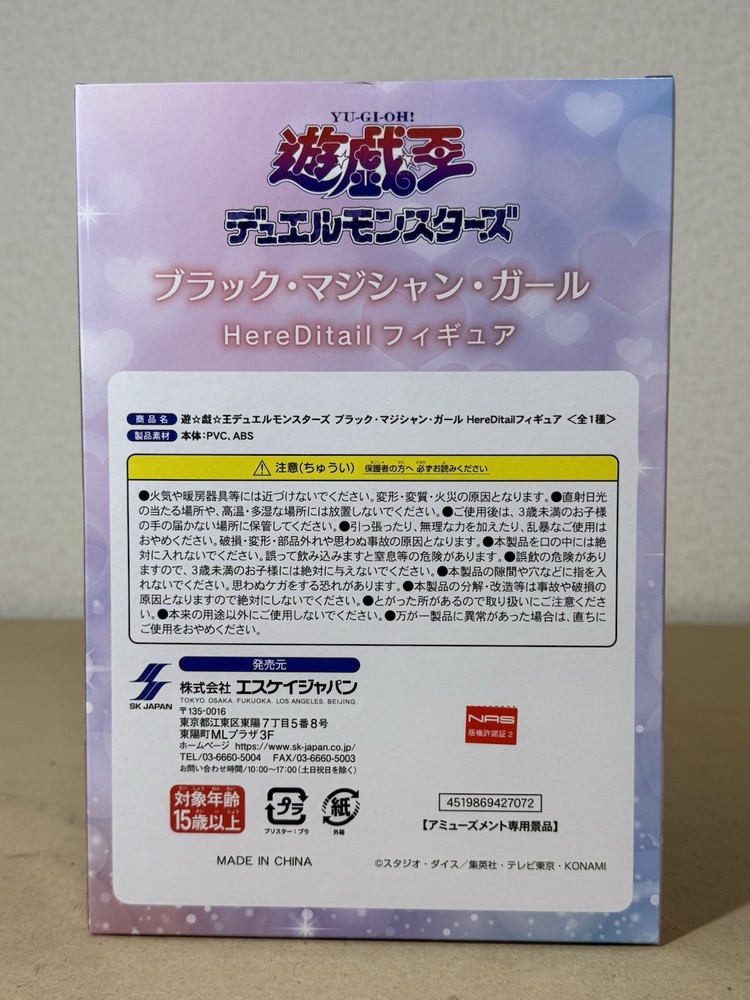 YU-GI-OH!
遊戯王
デュエルモンスターズ
ブラック・マジシャン・ガール
HereDitail フィギュア
商品名 遊☆戯☆王デュエルモンスターズ ブラック・マジシャン・ガール HereDitailフィギュア <全1種>
製品素材 本体：PVC、ABS
⚠ 注意（ちゅうい） 保護者の方へ 必ずお読みください
●火気や暖房器具等には近づけないでください。変形・変質・火災の原因となります。●直射日光
の当たる場所や、高温・多湿な場所には放置しないでください。●ご使用後は、3歳未満のお子様
の手の届かない場所に保管してください。●引っ張ったり、無理な力を加えたり、乱暴なご使用は
おやめください。破損・変形・部品外れや思わぬ事故の原因となります。●本製品を口の中には絶
対に入れないでください。誤って飲み込みますと窒息等の危険があります。●誤飲の危険があり
ますので、3歳未満のお子様には絶対に与えないでください。●本製品の隙間や穴などに指を入
れないでください。思わぬケガをする恐れがあります。●本製品の分解・改造等は事故や破損の
原因となりますので絶対にしないでください。●とがった所があるので取り扱いにご注意くださ
い。●本来の用途以外にご使用しないでください。●万が一製品に異常があった場合は、直ちに
ご使用をおやめください。
発売元
SK JAPAN
株式会社 エスケイジャパン
TOKYO. OSAKA. FUKUOKA. LOS ANGELES. BEIJING.
〒135-0016
東京都江東区東陽7丁目5番8号
東陽町MLプラザ3F
ホームページ https://www.sk-japan.co.jp/
TEL/03-6660-5004 FAX/03-6660-5003
お問い合わせ時間/10:00〜17:00（土日祝日を除く）
NAS
版権許諾証 2
対象年齢
15歳以上
プラ
ブリスター：プラ
紙
外箱
4519869427072
【アミューズメント専用景品】
MADE IN CHINA
©スタジオ・ダイス／集英社・テレビ東京・KONAMI